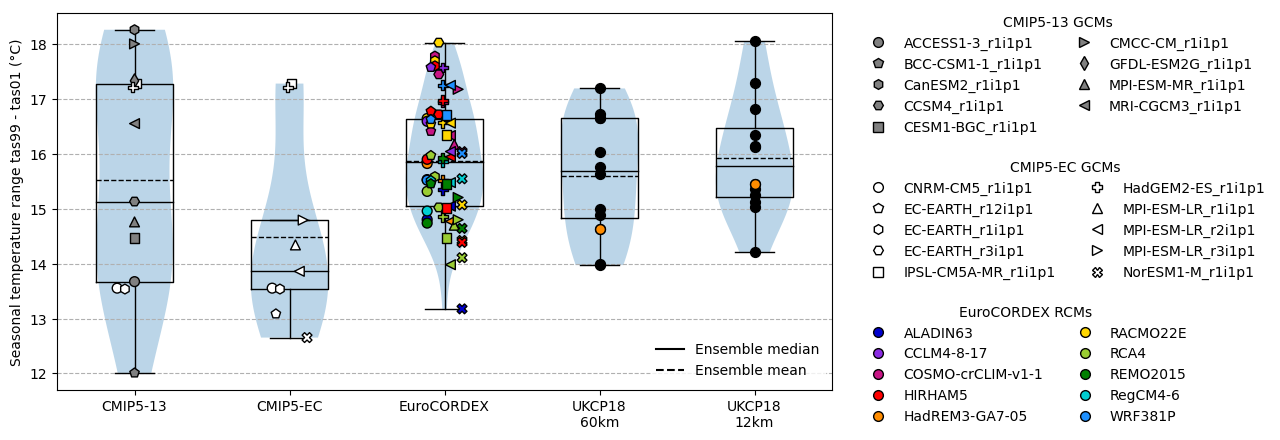 Seasonal temperature range tas99 - tas01 (°C)
18
17
16
15
14
13
12
Ensemble median
Ensemble mean
CMIP5-13
CMIP5-EC
EuroCORDEX
UKCP18
60km
UKCP18
12km
CMIP5-13 GCMs
ACCESS1-3_r1i1p1
BCC-CSM1-1_r1i1p1
CanESM2_r1i1p1
CCSM4_r1i1p1
CESM1-BGC_r1i1p1
CMCC-CM_r1i1p1
GFDL-ESM2G_r1i1p1
MPI-ESM-MR_r1i1p1
MRI-CGCM3_r1i1p1
CMIP5-EC GCMs
CNRM-CM5_r1i1p1
EC-EARTH_r12i1p1
EC-EARTH_r1i1p1
EC-EARTH_r3i1p1
IPSL-CM5A-MR_r1i1p1
HadGEM2-ES_r1i1p1
MPI-ESM-LR_r1i1p1
MPI-ESM-LR_r2i1p1
MPI-ESM-LR_r3i1p1
NorESM1-M_r1i1p1
EuroCORDEX RCMs
ALADIN63
CCLM4-8-17
COSMO-crCLIM-v1-1
HIRHAM5
HadREM3-GA7-05
RACMO22E
RCA4
REMO2015
RegCM4-6
WRF381P